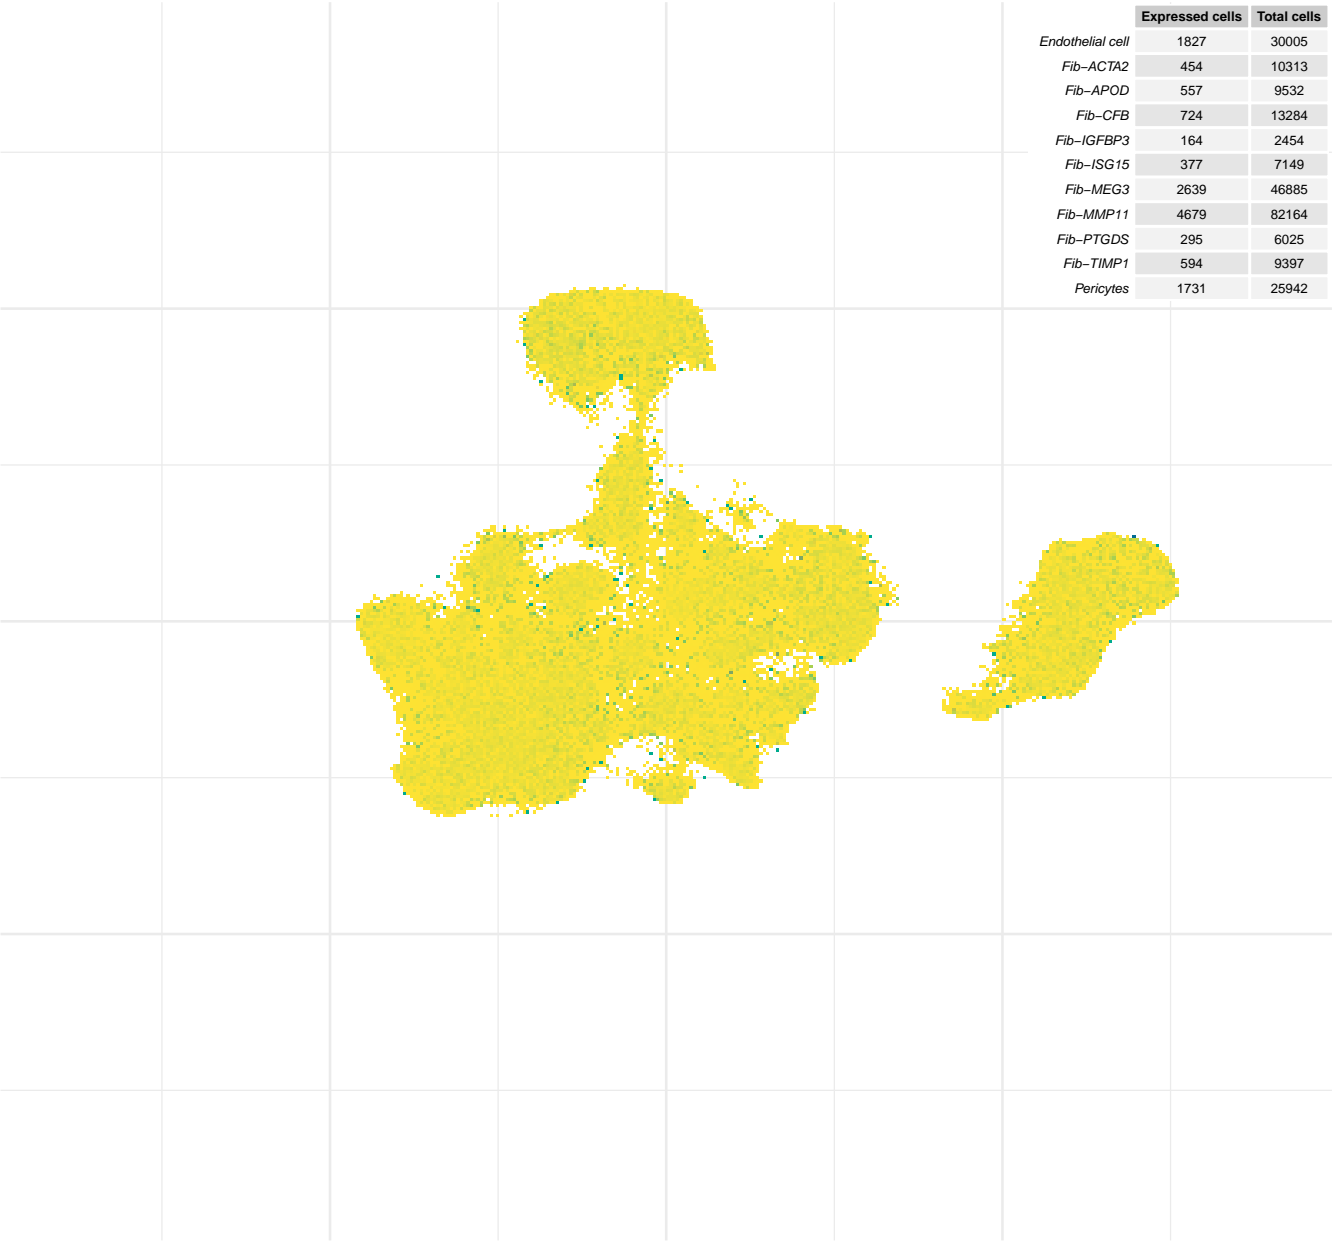 Expressed cells Total cells
Endothelial cell 1827 30005
Fib−ACTA2 454 10313
Fib−APOD 557 9532
Fib−CFB 724 13284
Fib−IGFBP3 164 2454
Fib−ISG15 377 7149
Fib−MEG3 2639 46885
Fib−MMP11 4679 82164
Fib−PTGDS 295 6025
Fib−TIMP1 594 9397
Pericytes 1731 25942